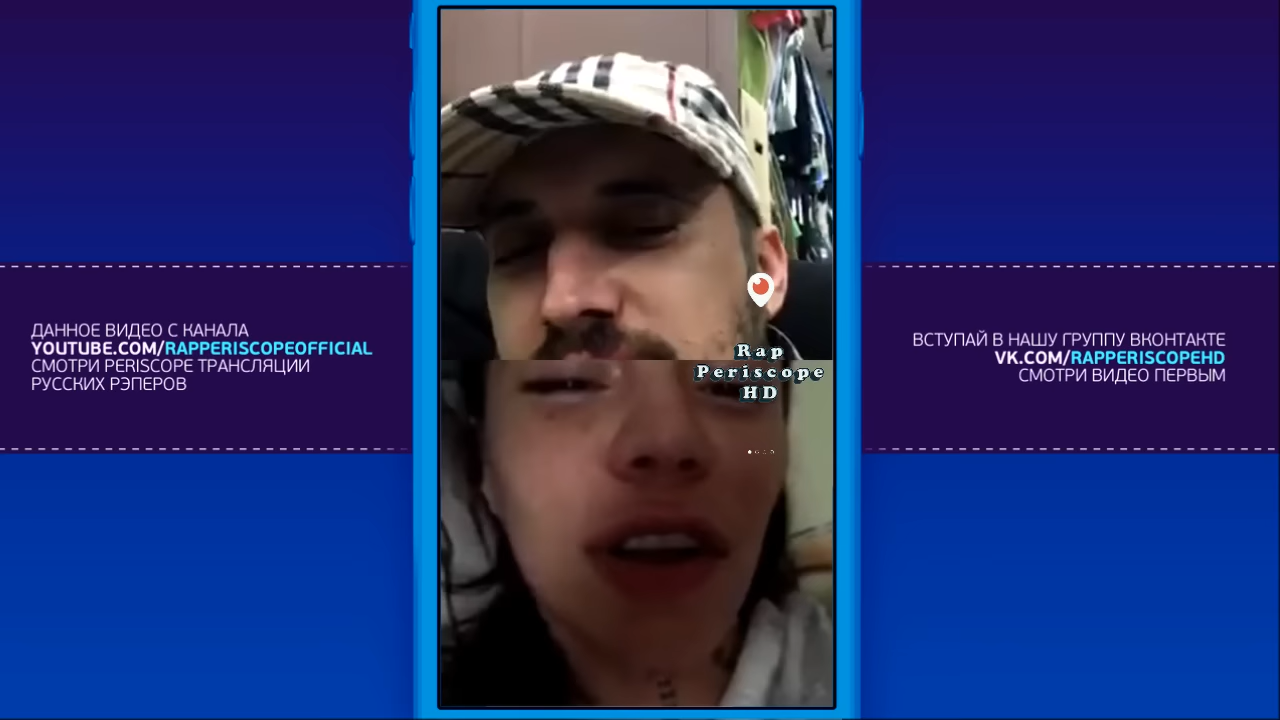 ДАННОЕ ВИДЕО С КАНАЛА
YOUTUBE.COM/RAPPERISCOPEOFFICIAL
СМОТРИ PERISCOPE ТРАНСЛЯЦИИ
РУССКИХ РЭПЕРОВ
Rap
Periscope
HD
ВСТУПАЙ В НАШУ ГРУППУ ВКОНТАКТЕ
VK.COM/RAPPERISCOPEHD
СМОТРИ ВИДЕО ПЕРВЫМ